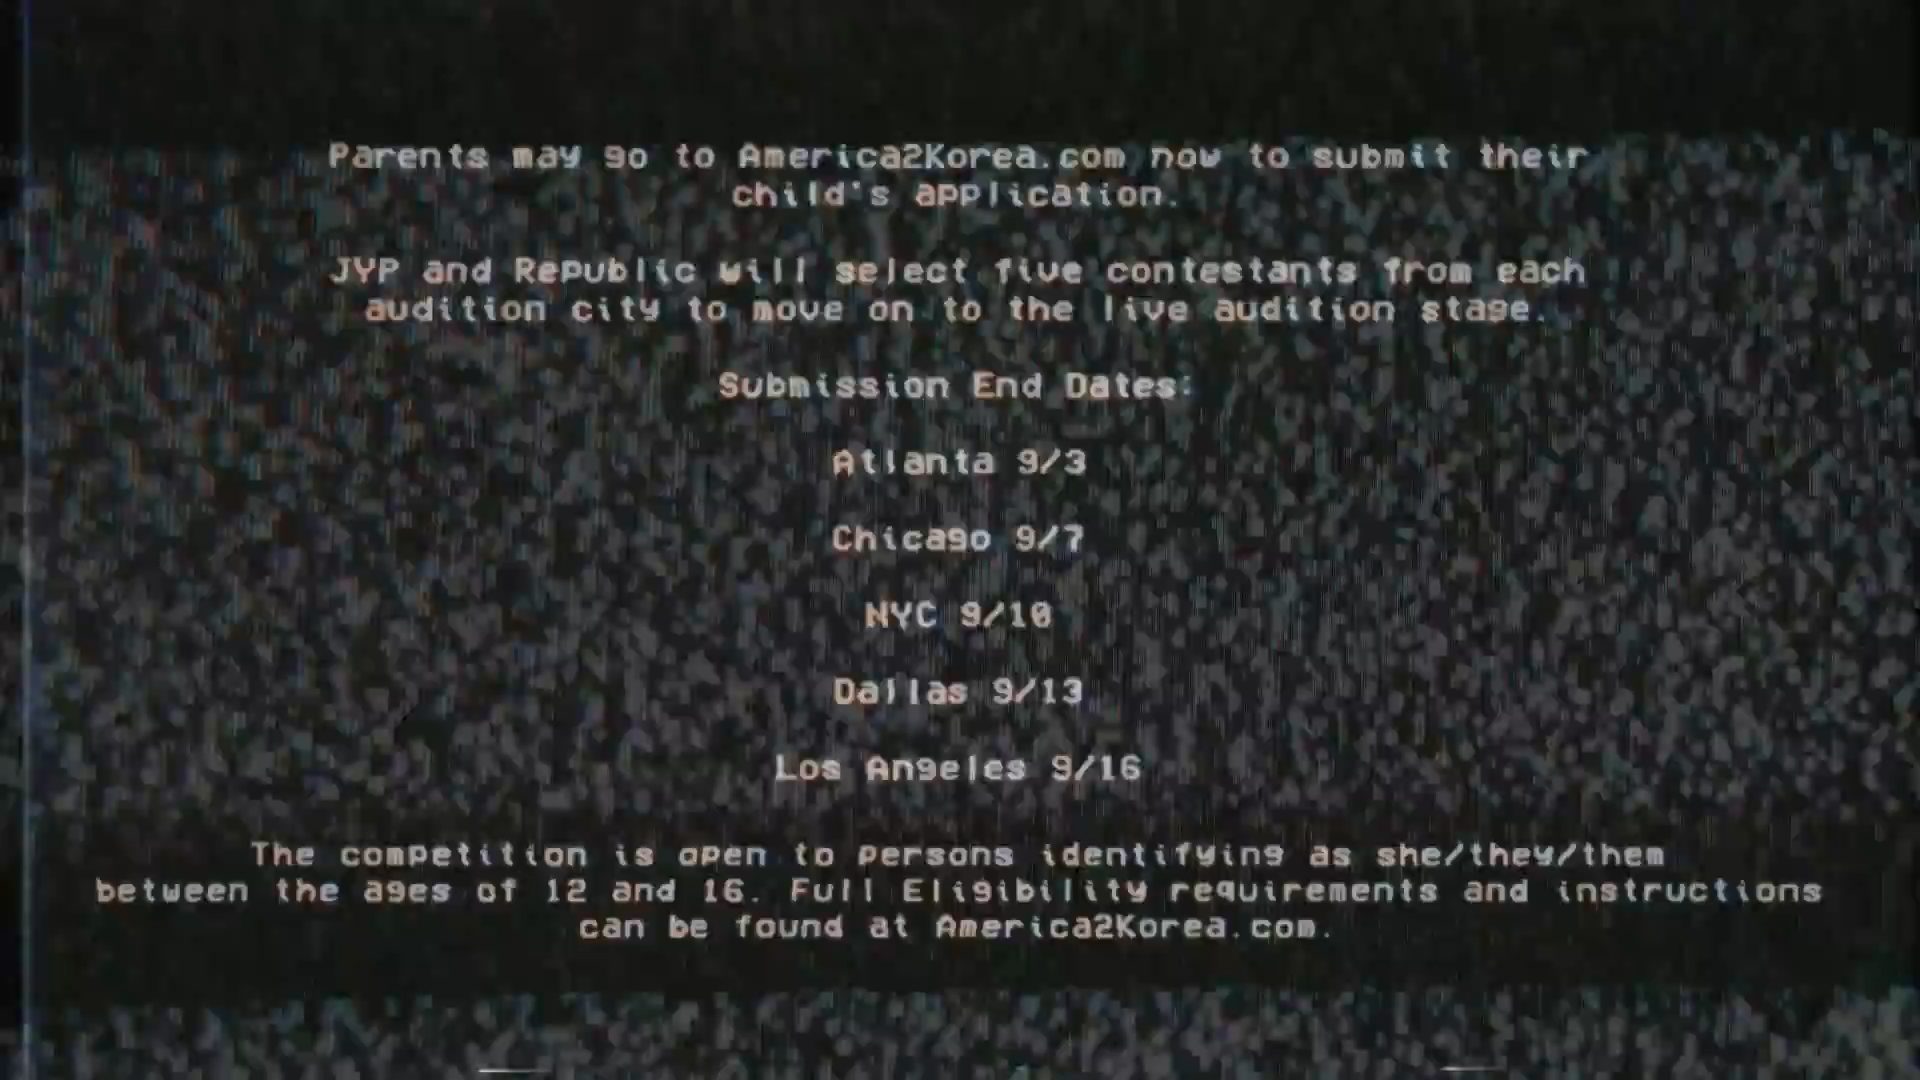 Parents may go to America2Korea.com now to submit their
child's application.
JYP and Republic will select five contestants from each
audition city to move on to the live audition stage.
Submission End Dates:
Atlanta 9/3
Chicago 9/7
NYC 9/10
Dallas 9/13
Los Angeles 9/16
The competition is open to persons identifying as she/they/them
between the ages of 12 and 16. Full Eligibility requirements and instructions
can be found at America2Korea.com.